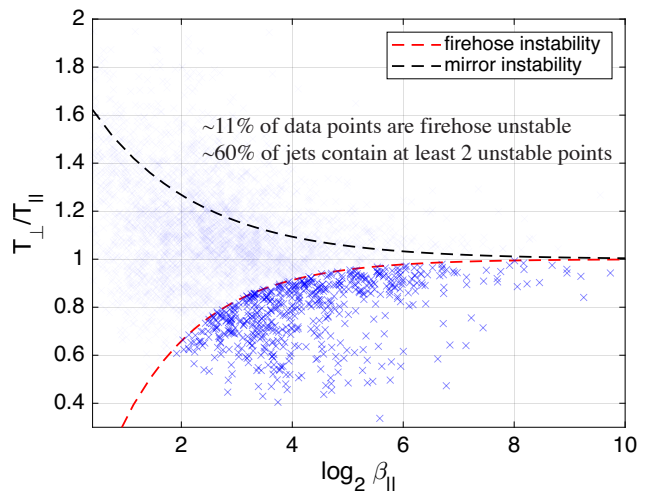 2
1.8
1.6
1.4
1.2
1
0.8
0.6
0.4
T⊥/T||
firehose instability
mirror instability
~11% of data points are firehose unstable
~60% of jets contain at least 2 unstable points
2 4 6 8 10
log₂ β||